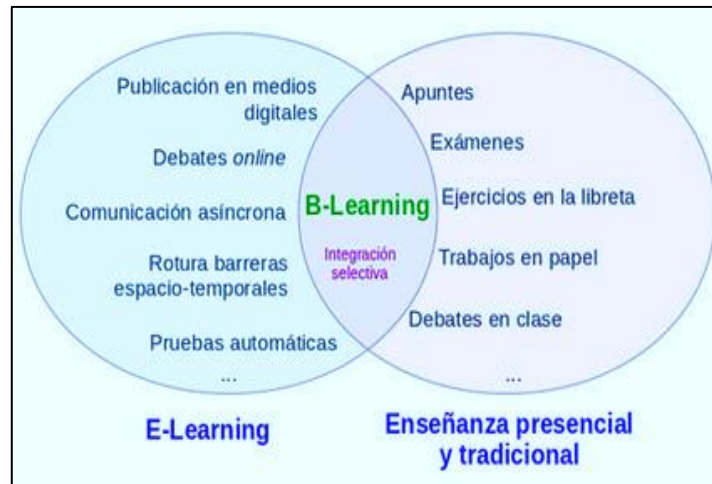 Publicación en medios
digitales
Debates online
Comunicación asíncrona
Rotura barreras
espacio-temporales
Pruebas automáticas
...
B-Learning
Integración
selectiva
Apuntes
Exámenes
Ejercicios en la libreta
Trabajos en papel
Debates en clase
...
E-Learning
Enseñanza presencial
y tradicional